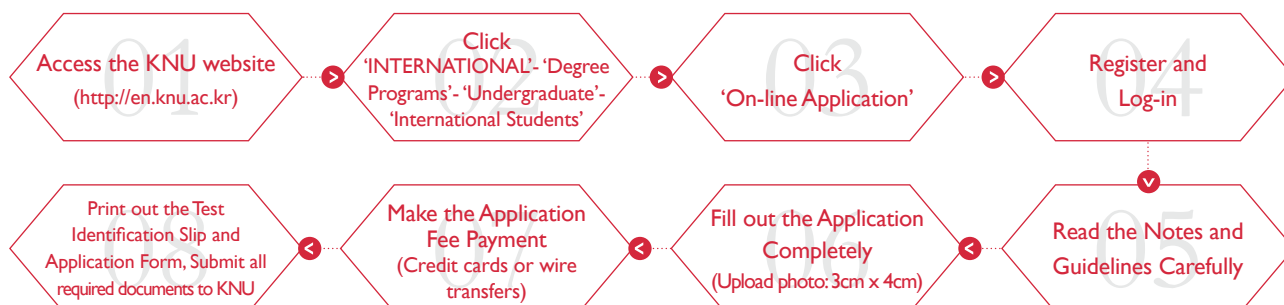 01
Access the KNU website
(http://en.knu.ac.kr)
02
Click
‘INTERNATIONAL’- ‘Degree
Programs’- ‘Undergraduate’-
‘International Students’
03
Click
‘On-line Application’
04
Register and
Log-in
05
Read the Notes and
Guidelines Carefully
06
Fill out the Application
Completely
(Upload photo: 3cm x 4cm)
07
Make the Application
Fee Payment
(Credit cards or wire
transfers)
08
Print out the Test
Identification Slip and
Application Form, Submit all
required documents to KNU